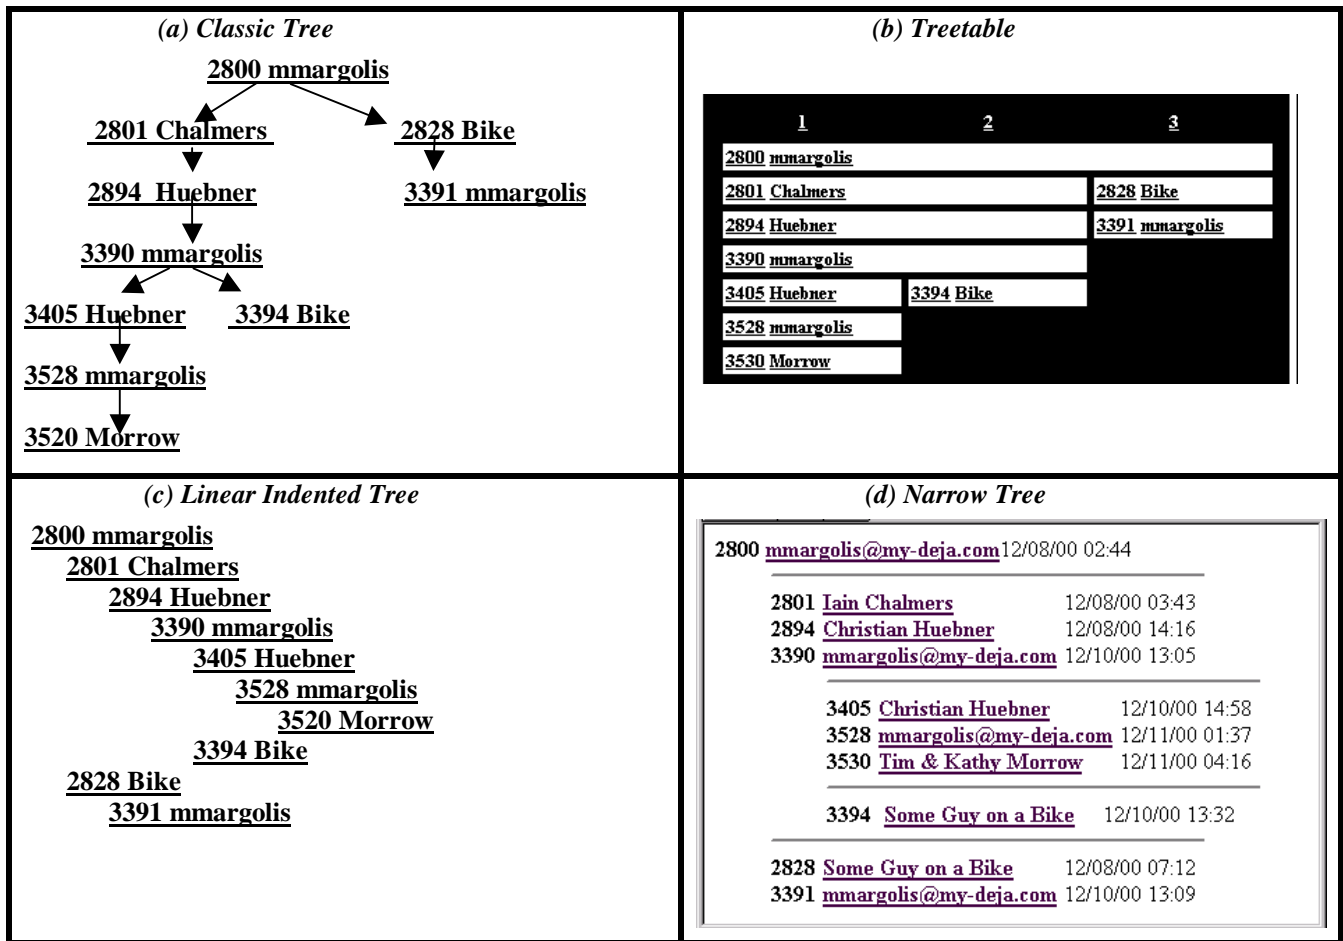 (a) Classic Tree
2800 mmargolis
2801 Chalmers 2828 Bike
2894 Huebner 3391 mmargolis
3390 mmargolis
3405 Huebner 3394 Bike
3528 mmargolis
3520 Morrow
(b) Treetable
1 2 3
2800 mmargolis
2801 Chalmers 2828 Bike
2894 Huebner 3391 mmargolis
3390 mmargolis
3405 Huebner 3394 Bike
3528 mmargolis
3530 Morrow
(c) Linear Indented Tree
2800 mmargolis
2801 Chalmers
2894 Huebner
3390 mmargolis
3405 Huebner
3528 mmargolis
3520 Morrow
3394 Bike
2828 Bike
3391 mmargolis
(d) Narrow Tree
2800 mmargolis@my-deja.com 12/08/00 02:44
2801 Iain Chalmers 12/08/00 03:43
2894 Christian Huebner 12/08/00 14:16
3390 mmargolis@my-deja.com 12/10/00 13:05
3405 Christian Huebner 12/10/00 14:58
3528 mmargolis@my-deja.com 12/11/00 01:37
3530 Tim & Kathy Morrow 12/11/00 04:16
3394 Some Guy on a Bike 12/10/00 13:32
2828 Some Guy on a Bike 12/08/00 07:12
3391 mmargolis@my-deja.com 12/10/00 13:09